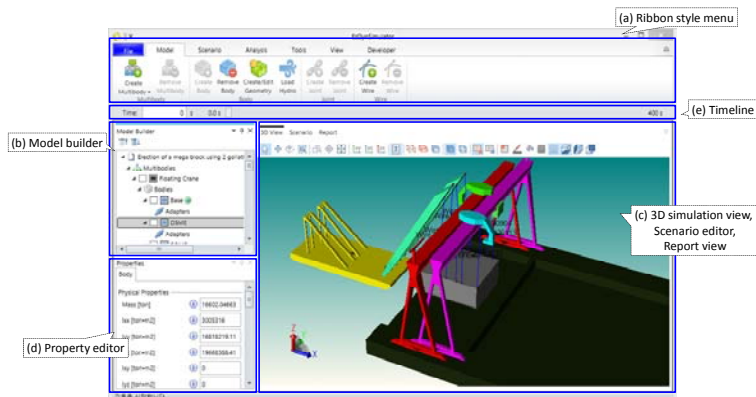 (a) Ribbon style menu
File Model Scenario Analysis Tools View Developer
Create Multibody
Remove Multibody
Create Body
Remove Body
Create/Edit Geometry
Load Hydro
Create Joint
Remove Joint
Create Wire
Remove Wire
Multibody Body Joint Wire
Time: 0 s 0.0 s 400 s
(e) Timeline
(b) Model builder
Model Builder
Erection of a mega block using 2 goliat
Multibodies
Floating Crane
Bodies
Base
Adapters
Adapters
3D View Scenario Report
Z
Y
X
(c) 3D simulation view,
Scenario editor,
Report view
Properties
Body
Physical Properties
Mass [ton] 16602.04663
(d) Property editor